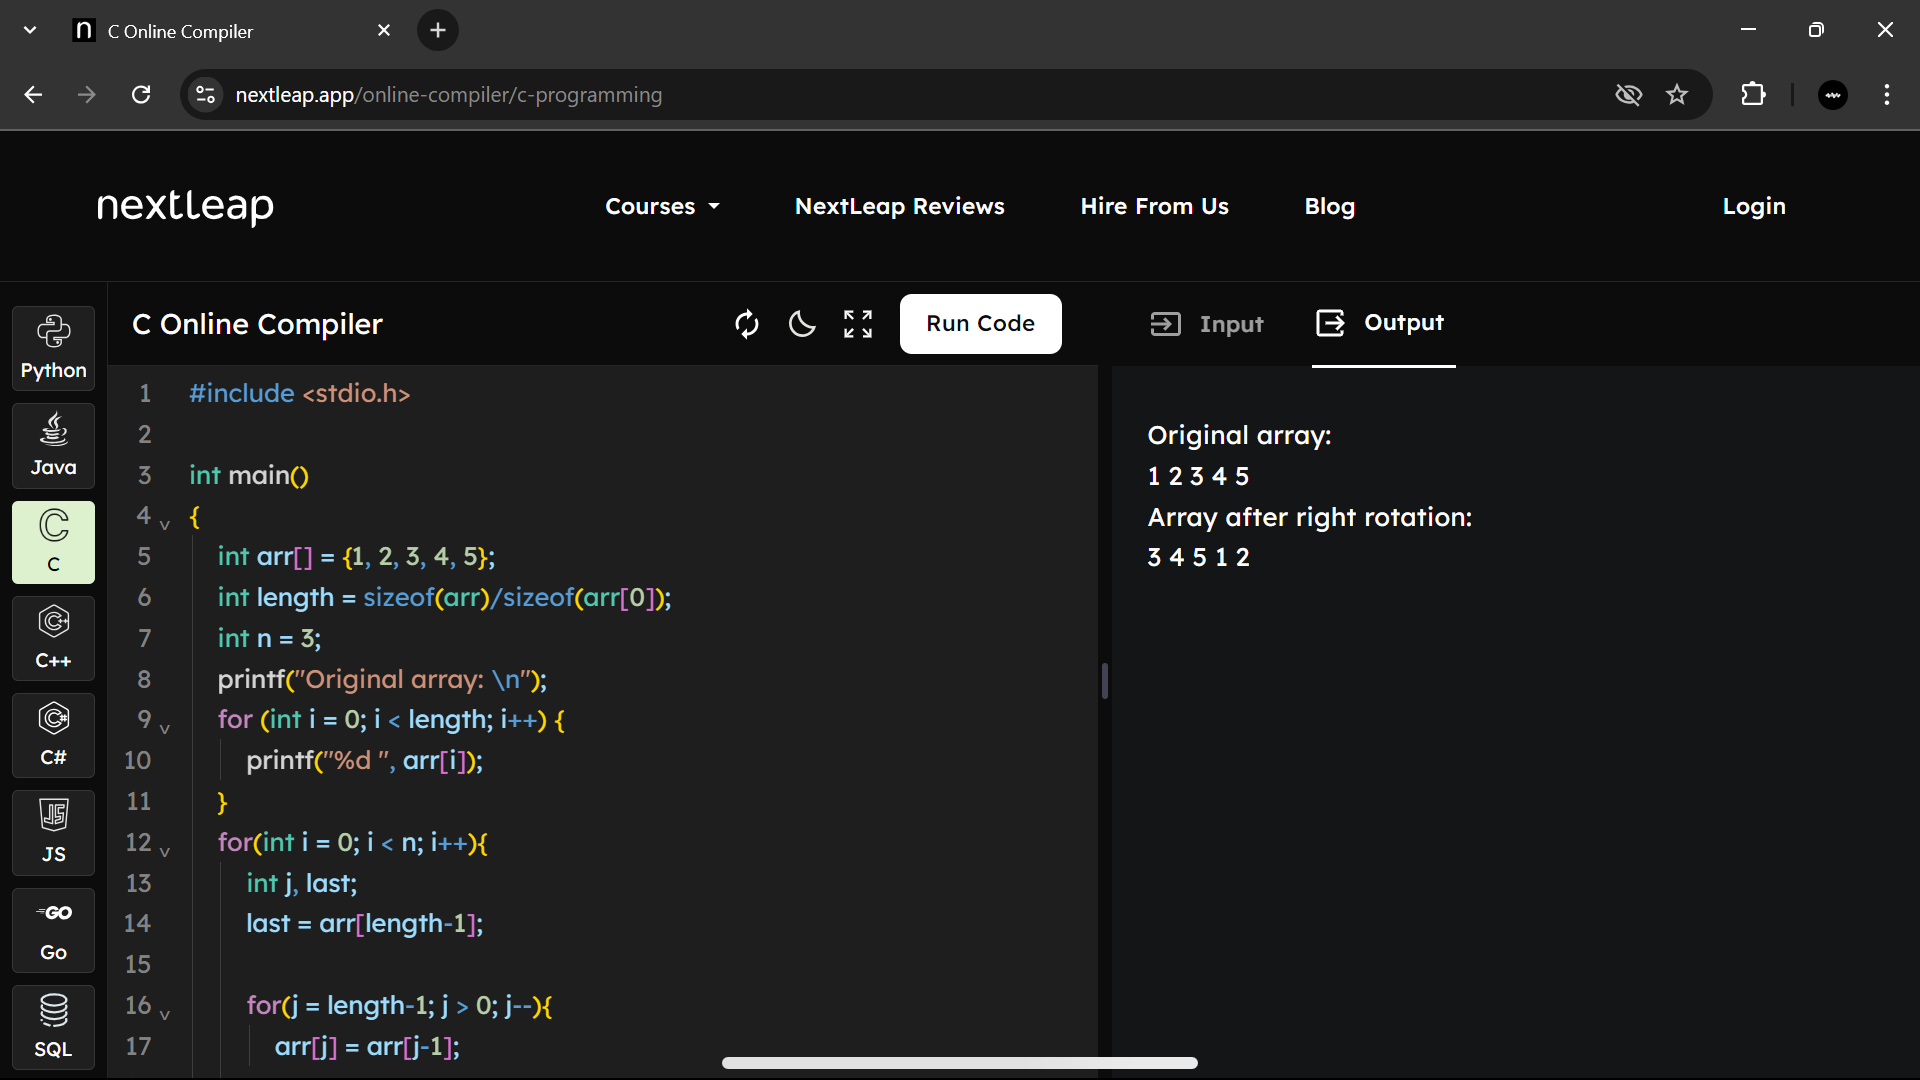 C Online Compiler
nextleap.app/online-compiler/c-programming
nextleap
Courses
NextLeap Reviews
Hire From Us
Blog
Login
Python
Java
C
C++
C#
JS
Go
SQL
C Online Compiler
Run Code
1 #include <stdio.h>
2
3 int main()
4 {
5 int arr[] = {1, 2, 3, 4, 5};
6 int length = sizeof(arr)/sizeof(arr[0]);
7 int n = 3;
8 printf("Original array: \n");
9 for (int i = 0; i < length; i++) {
10 printf("%d ", arr[i]);
11 }
12 for(int i = 0; i < n; i++){
13 int j, last;
14 last = arr[length-1];
15
16 for(j = length-1; j > 0; j--){
17 arr[j] = arr[j-1];
Input
Output
Original array:
1 2 3 4 5
Array after right rotation:
3 4 5 1 2